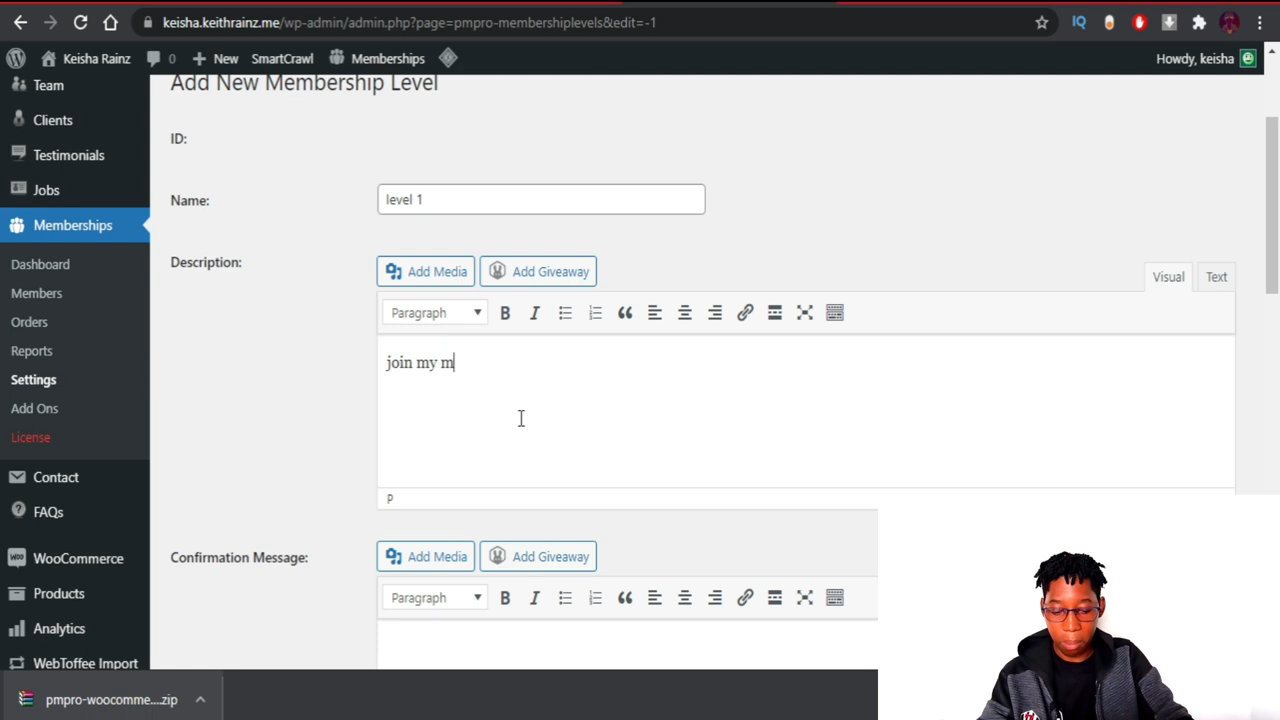 keisha.keithrainz.me/wp-admin/admin.php?page=pmpro-membershiplevels&edit=-1
IQ
Keisha Rainz
0
New
SmartCrawl
Memberships
Howdy, keisha
Team
Clients
Testimonials
Jobs
Memberships
Dashboard
Members
Orders
Reports
Settings
Add Ons
License
Contact
FAQs
WooCommerce
Products
Analytics
WebToffee Import
Add New Membership Level
ID:
Name:
level 1
Description:
Add Media
Add Giveaway
Visual
Text
Paragraph
B
I
join my m
P
Confirmation Message:
Add Media
Add Giveaway
Paragraph
B
I
pmpro-woocomme....zip